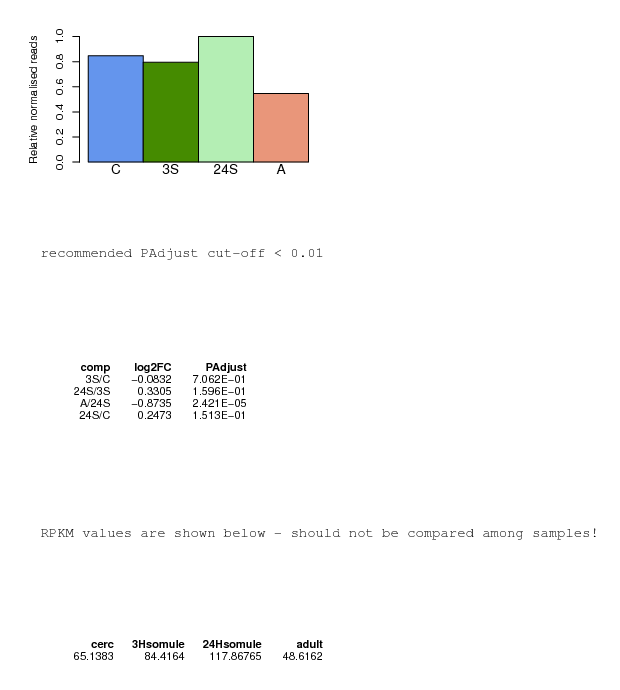 Relative normalised reads
1.0
0.8
0.6
0.4
0.2
0.0
C 3S 24S A
recommended PAdjust cut-off < 0.01
comp log2FC PAdjust
3S/C −0.0832 7.062E−01
24S/3S 0.3305 1.596E−01
A/24S −0.8735 2.421E−05
24S/C 0.2473 1.513E−01
RPKM values are shown below - should not be compared among samples!
cerc 3Hsomule 24Hsomule adult
65.1383 84.4164 117.86765 48.6162